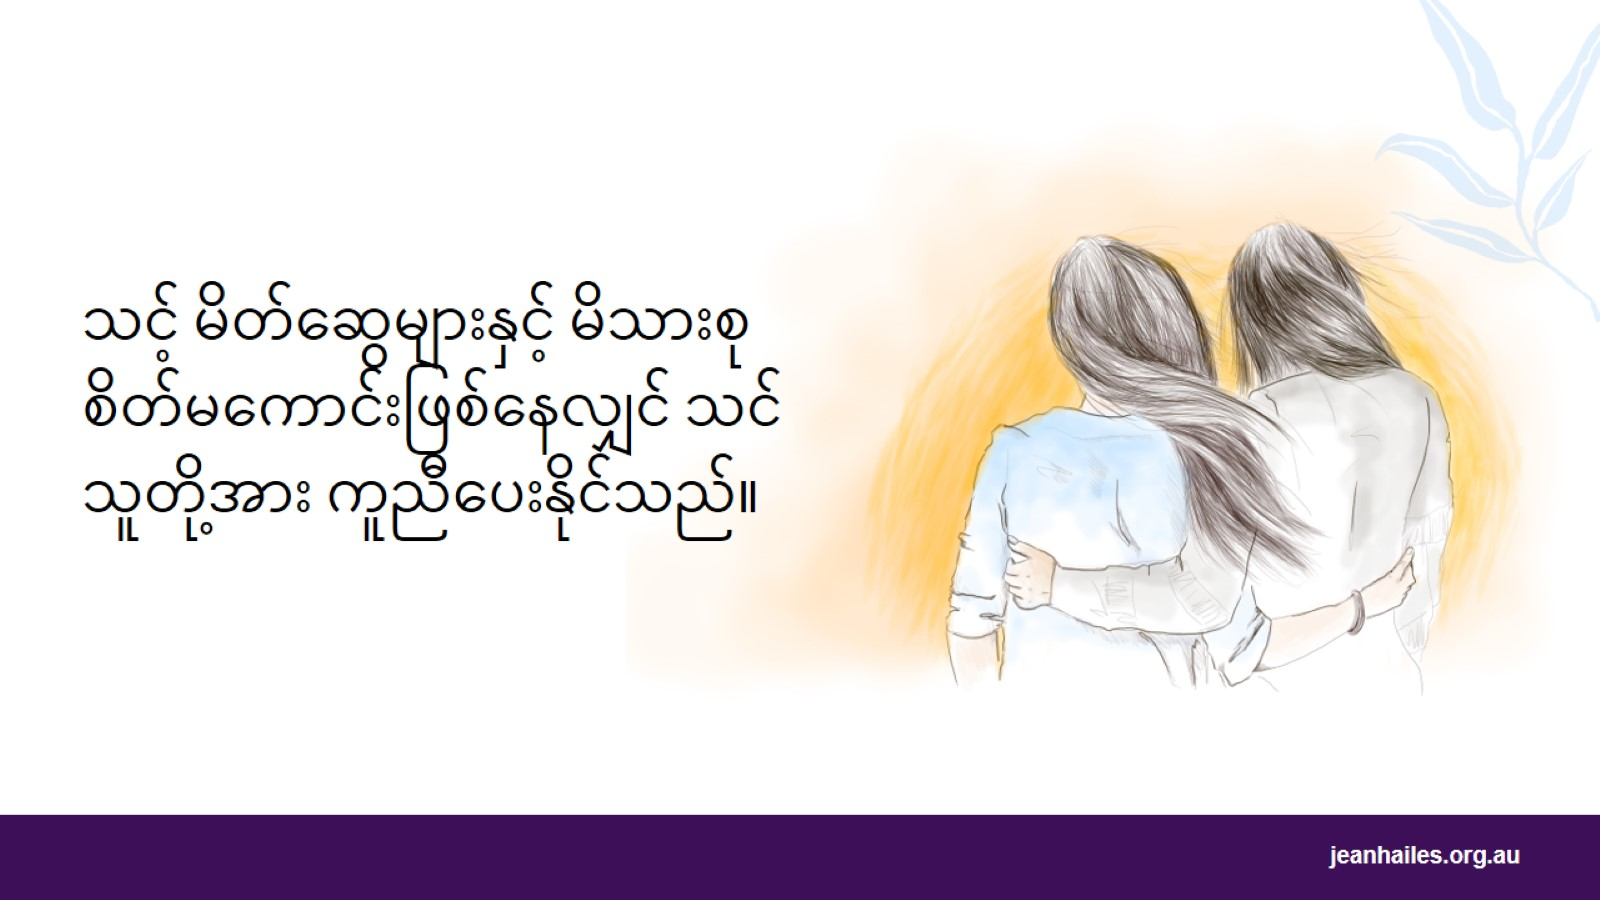 သင့် မိတ်ဆွေများနှင့် မိသားစု
စိတ်မကောင်းဖြစ်နေလျှင် သင်
သူတို့အား ကူညီပေးနိုင်သည်။
jeanhailes.org.au